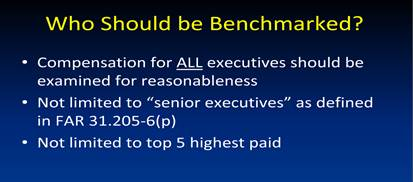 Who Should be Benchmarked?
• Compensation for ALL executives should be
examined for reasonableness
• Not limited to “senior executives” as defined
in FAR 31.205-6(p)
• Not limited to top 5 highest paid